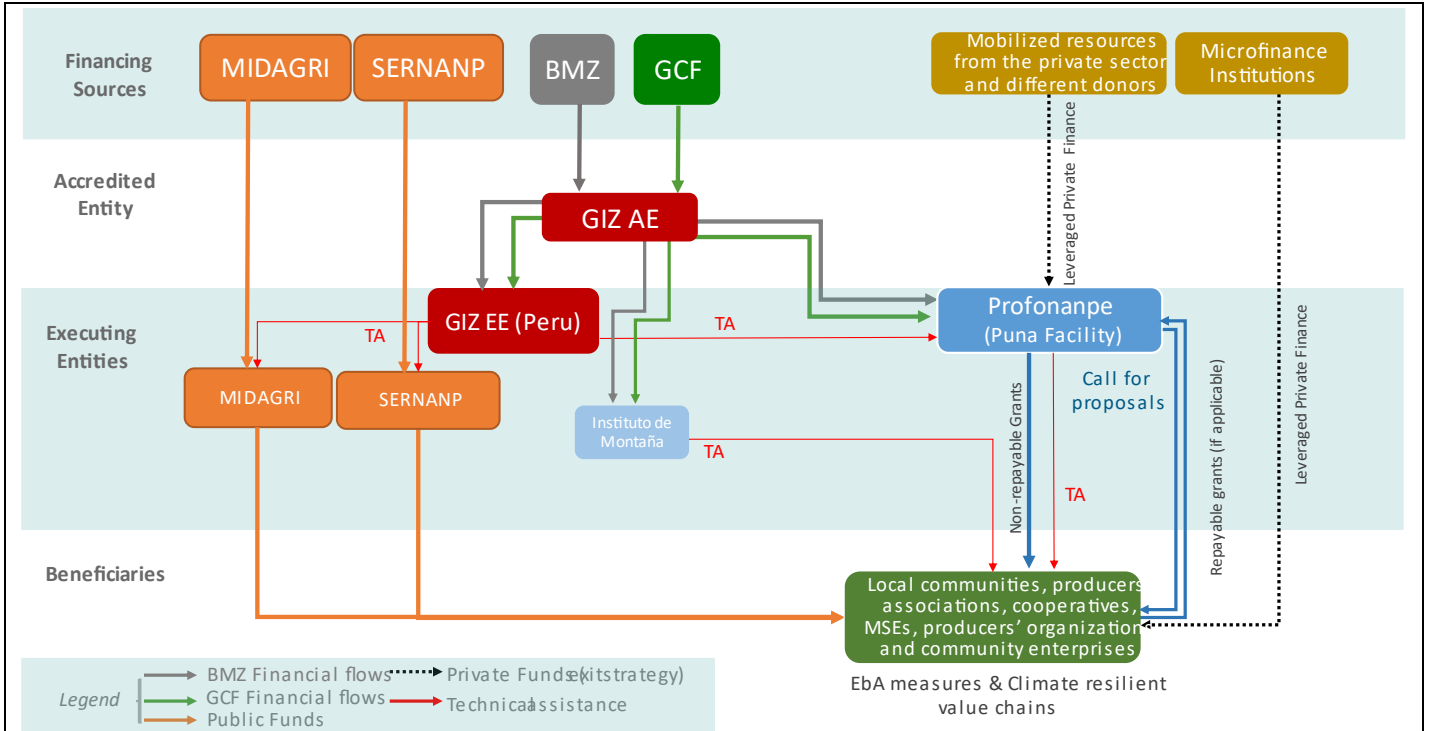 Financing
Sources
MIDAGRI
SERNANP
BMZ
GCF
Mobilized resources
from the private sector
and different donors
Microfinance
Institutions
Leveraged Private Finance
Accredited
Entity
GIZ AE
Executing
Entities
GIZ EE (Peru)
TA
TA
Profonanpe
(Puna Facility)
MIDAGRI
SERNANP
Instituto de
Montaña
TA
Call for
proposals
Non-repayable Grants
TA
Repayable grants (if applicable)
Leveraged Private Finance
Beneficiaries
Local communities, producers
associations, cooperatives,
MSEs, producers’ organization
and community enterprises
EbA measures & Climate resilient
value chains
Legend
BMZ Financial flows
GCF Financial flows
Public Funds
Private Funds (exit strategy)
Technical assistance